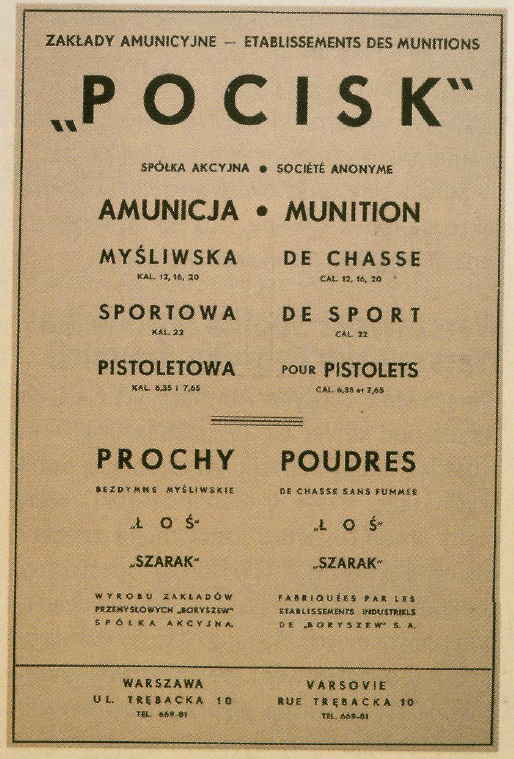 ZAKŁADY AMUNICYJNE — ETABLISSEMENTS DES MUNITIONS
„POCISK“
SPÓŁKA AKCYJNA ● SOCIÉTÉ ANONYME
AMUNICJA ● MUNITION
MYŚLIWSKA DE CHASSE
KAL. 12, 16, 20 CAL. 12, 16, 20
SPORTOWA DE SPORT
KAL. 22 CAL. 22
PISTOLETOWA POUR PISTOLETS
KAL. 6,35 i 7,65 CAL. 6,35 et 7,65
PROCHY POUDRES
BEZDYMNE MYŚLIWSKIE DE CHASSE SANS FUMMÉE
„ŁOŚ“ „ŁOŚ“
„SZARAK“ „SZARAK“
WYROBU ZAKŁADÓW FABRIQUÉES PAR LES
PRZEMYSŁOWYCH „BORYSZEW“ ETABLISSEMENTS INDUSTRIELS
SPÓŁKA AKCYJNA. DE „BORYSZEW“ S. A.
WARSZAWA VARSOVIE
UL. TRĘBACKA 10 RUE TRĘBACKA 10
TEL. 669-81 TEL. 669-81